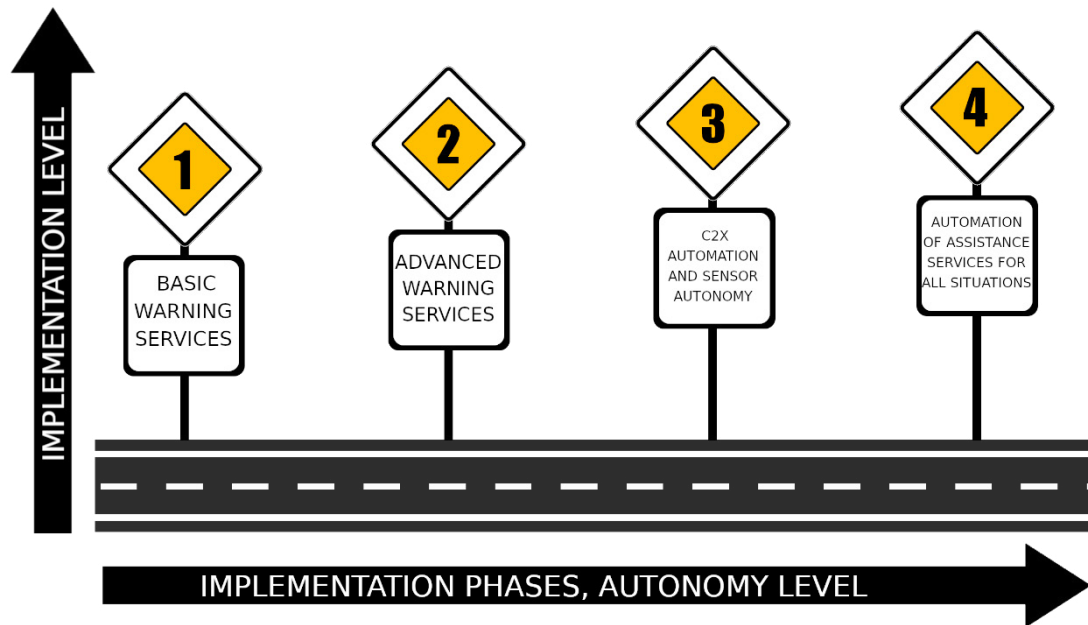 IMPLEMENTATION LEVEL
1
BASIC
WARNING
SERVICES
2
ADVANCED
WARNING
SERVICES
3
C2X
AUTOMATION
AND SENSOR
AUTONOMY
4
AUTOMATION
OF ASSISTANCE
SERVICES FOR
ALL SITUATIONS
IMPLEMENTATION PHASES, AUTONOMY LEVEL